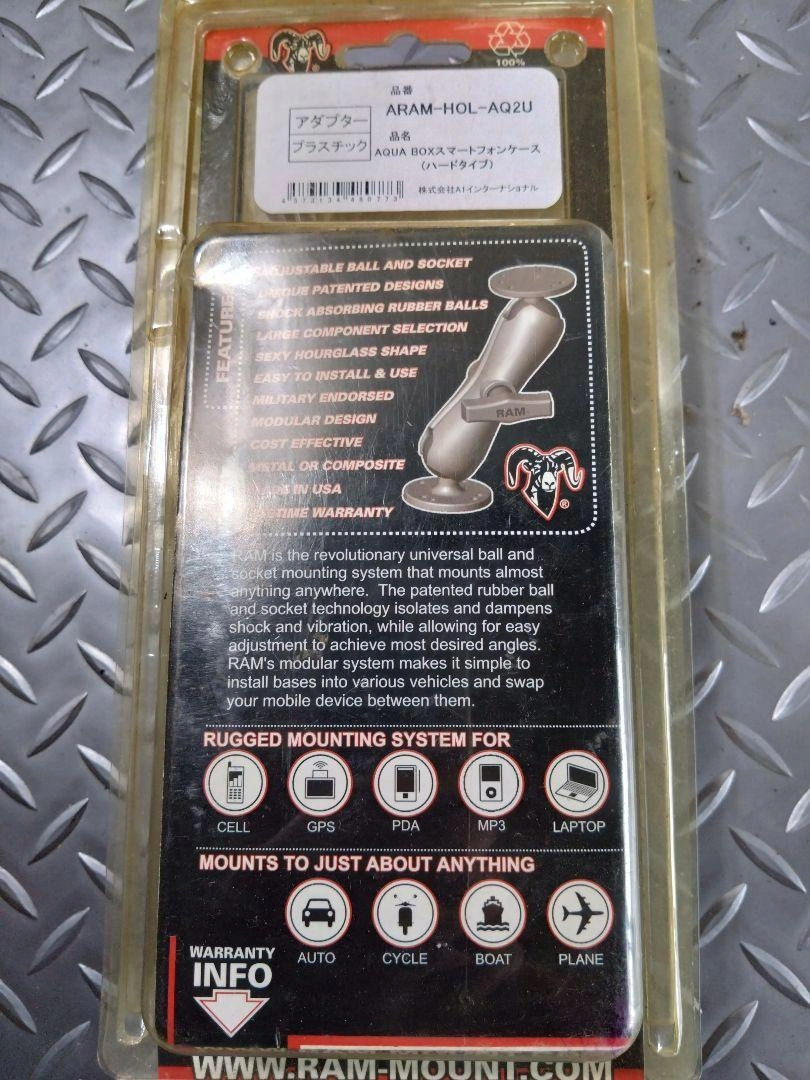 100%
品番
ARAM-HOL-AQ2U
アダプター
プラスチック
品名
AQUA BOXスマートフォンケース
(ハードタイプ)
株式会社A1インターナショナル
FEATURE
ADJUSTABLE BALL AND SOCKET
UNIQUE PATENTED DESIGNS
SHOCK ABSORBING RUBBER BALLS
LARGE COMPONENT SELECTION
SEXY HOURGLASS SHAPE
EASY TO INSTALL & USE
MILITARY ENDORSED
MODULAR DESIGN
COST EFFECTIVE
METAL OR COMPOSITE
MADE IN USA
LIFETIME WARRANTY
RAM
®
RAM is the revolutionary universal ball and
socket mounting system that mounts almost
anything anywhere. The patented rubber ball
and socket technology isolates and dampens
shock and vibration, while allowing for easy
adjustment to achieve most desired angles.
RAM's modular system makes it simple to
install bases into various vehicles and swap
your mobile device between them.
RUGGED MOUNTING SYSTEM FOR
CELL GPS PDA MP3 LAPTOP
MOUNTS TO JUST ABOUT ANYTHING
AUTO CYCLE BOAT PLANE
WARRANTY
INFO
WWW.RAM-MOUNT.COM